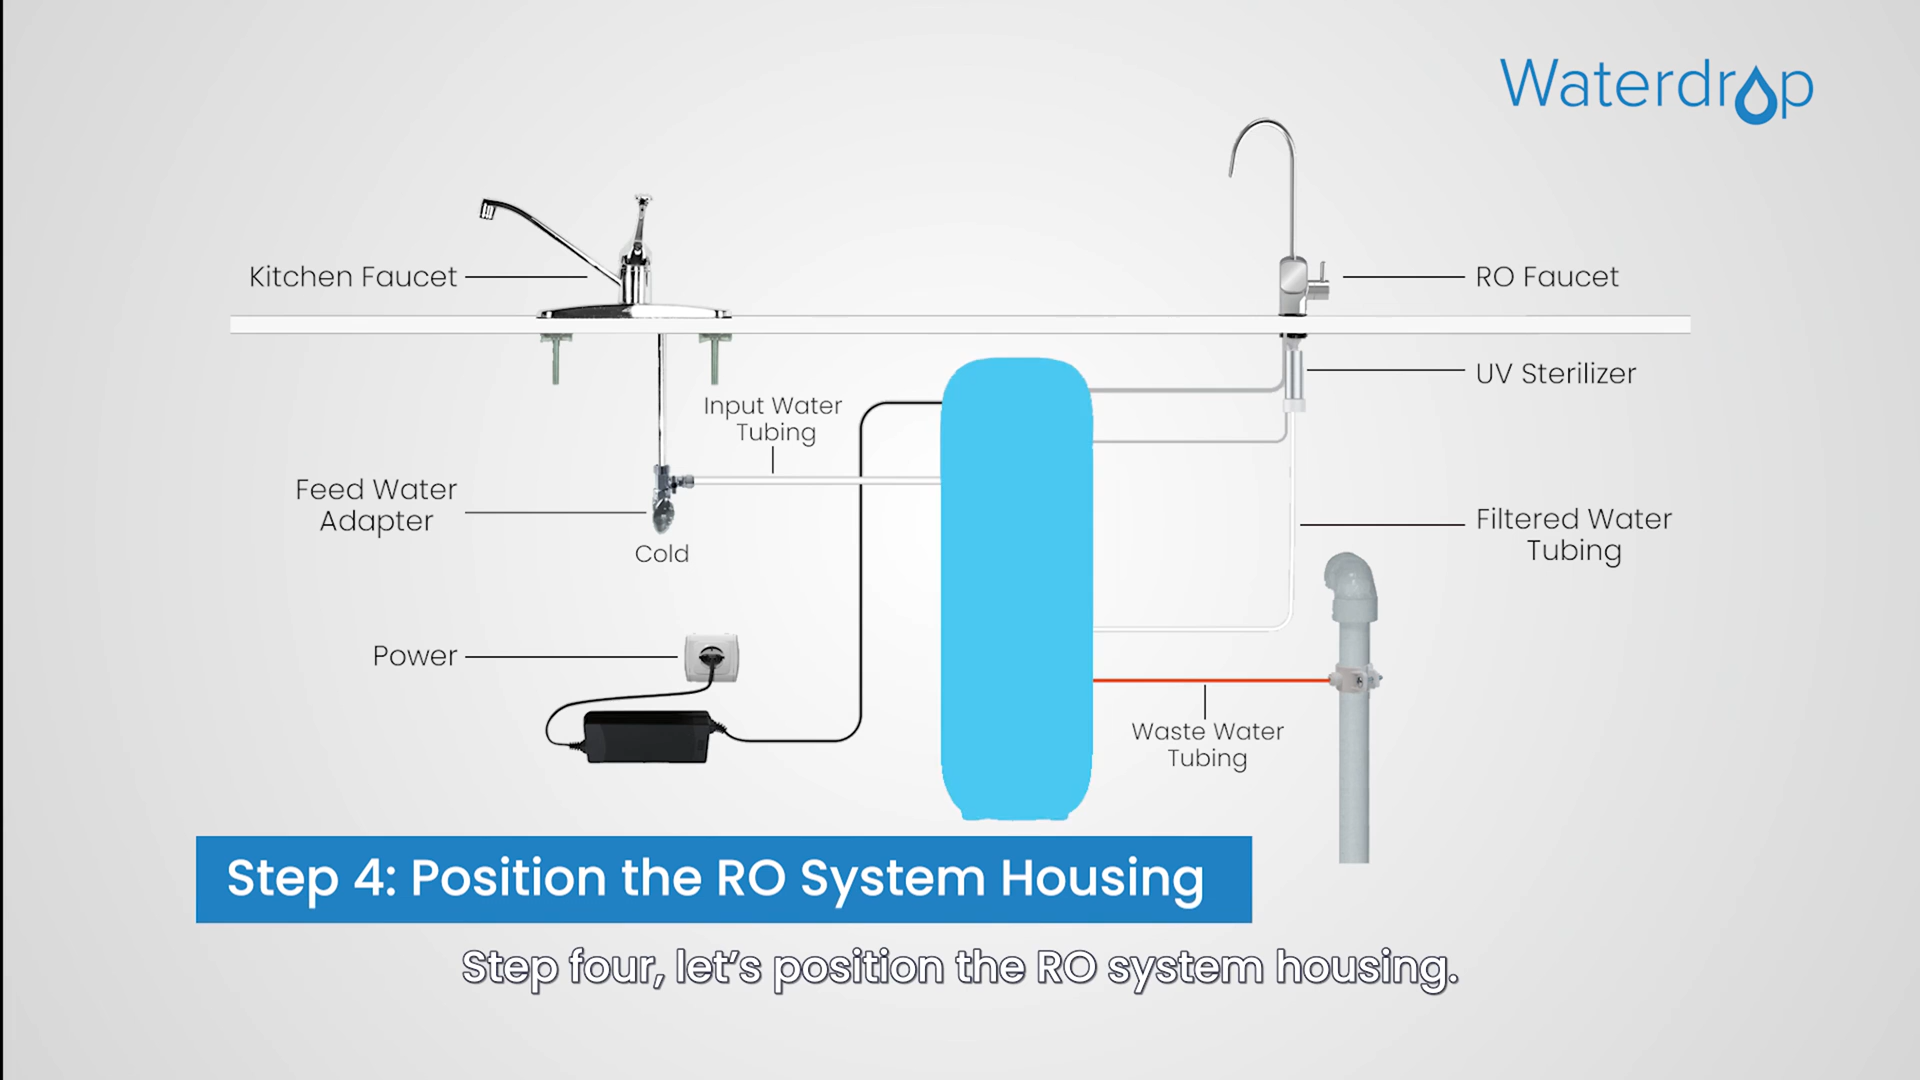 Waterdrop
Kitchen Faucet
RO Faucet
UV Sterilizer
Input Water
Tubing
Feed Water
Adapter
Cold
Filtered Water
Tubing
Power
Waste Water
Tubing
Step 4: Position the RO System Housing
Step four, let's position the RO system housing.